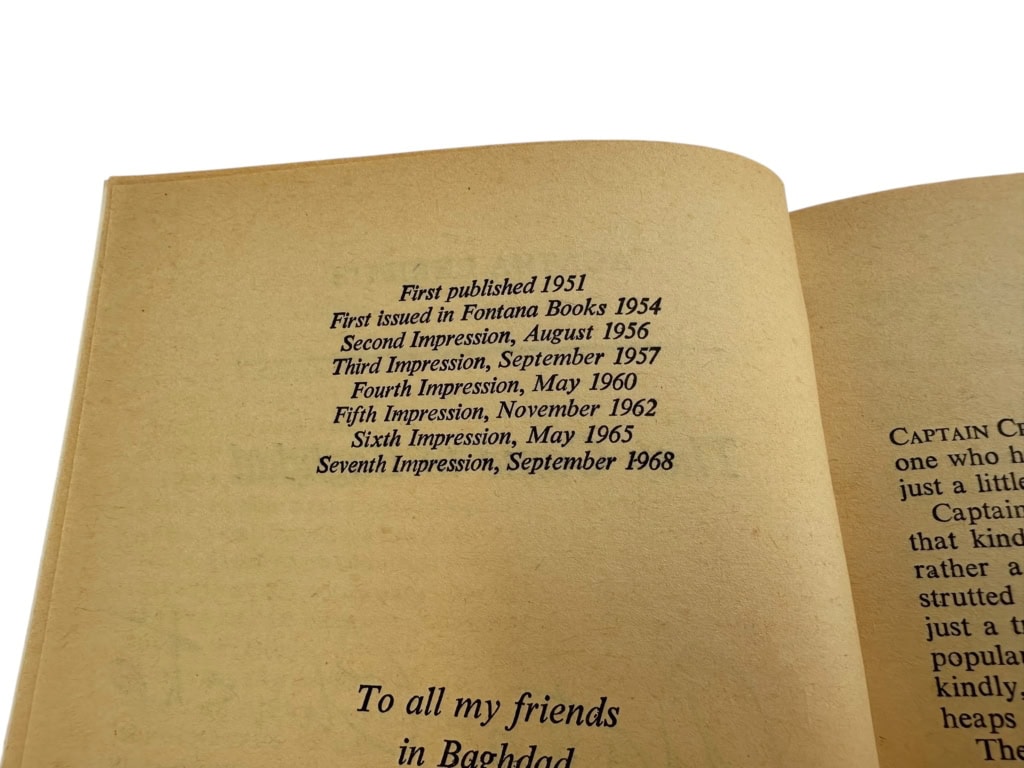 First published 1951
First issued in Fontana Books 1954
Second Impression, August 1956
Third Impression, September 1957
Fourth Impression, May 1960
Fifth Impression, November 1962
Sixth Impression, May 1965
Seventh Impression, September 1968
To all my friends
in Baghdad
CAPTAIN
one who
just a little
Captain
that kind
rather a
strutted
just a
popular
kindly,
heaps
The